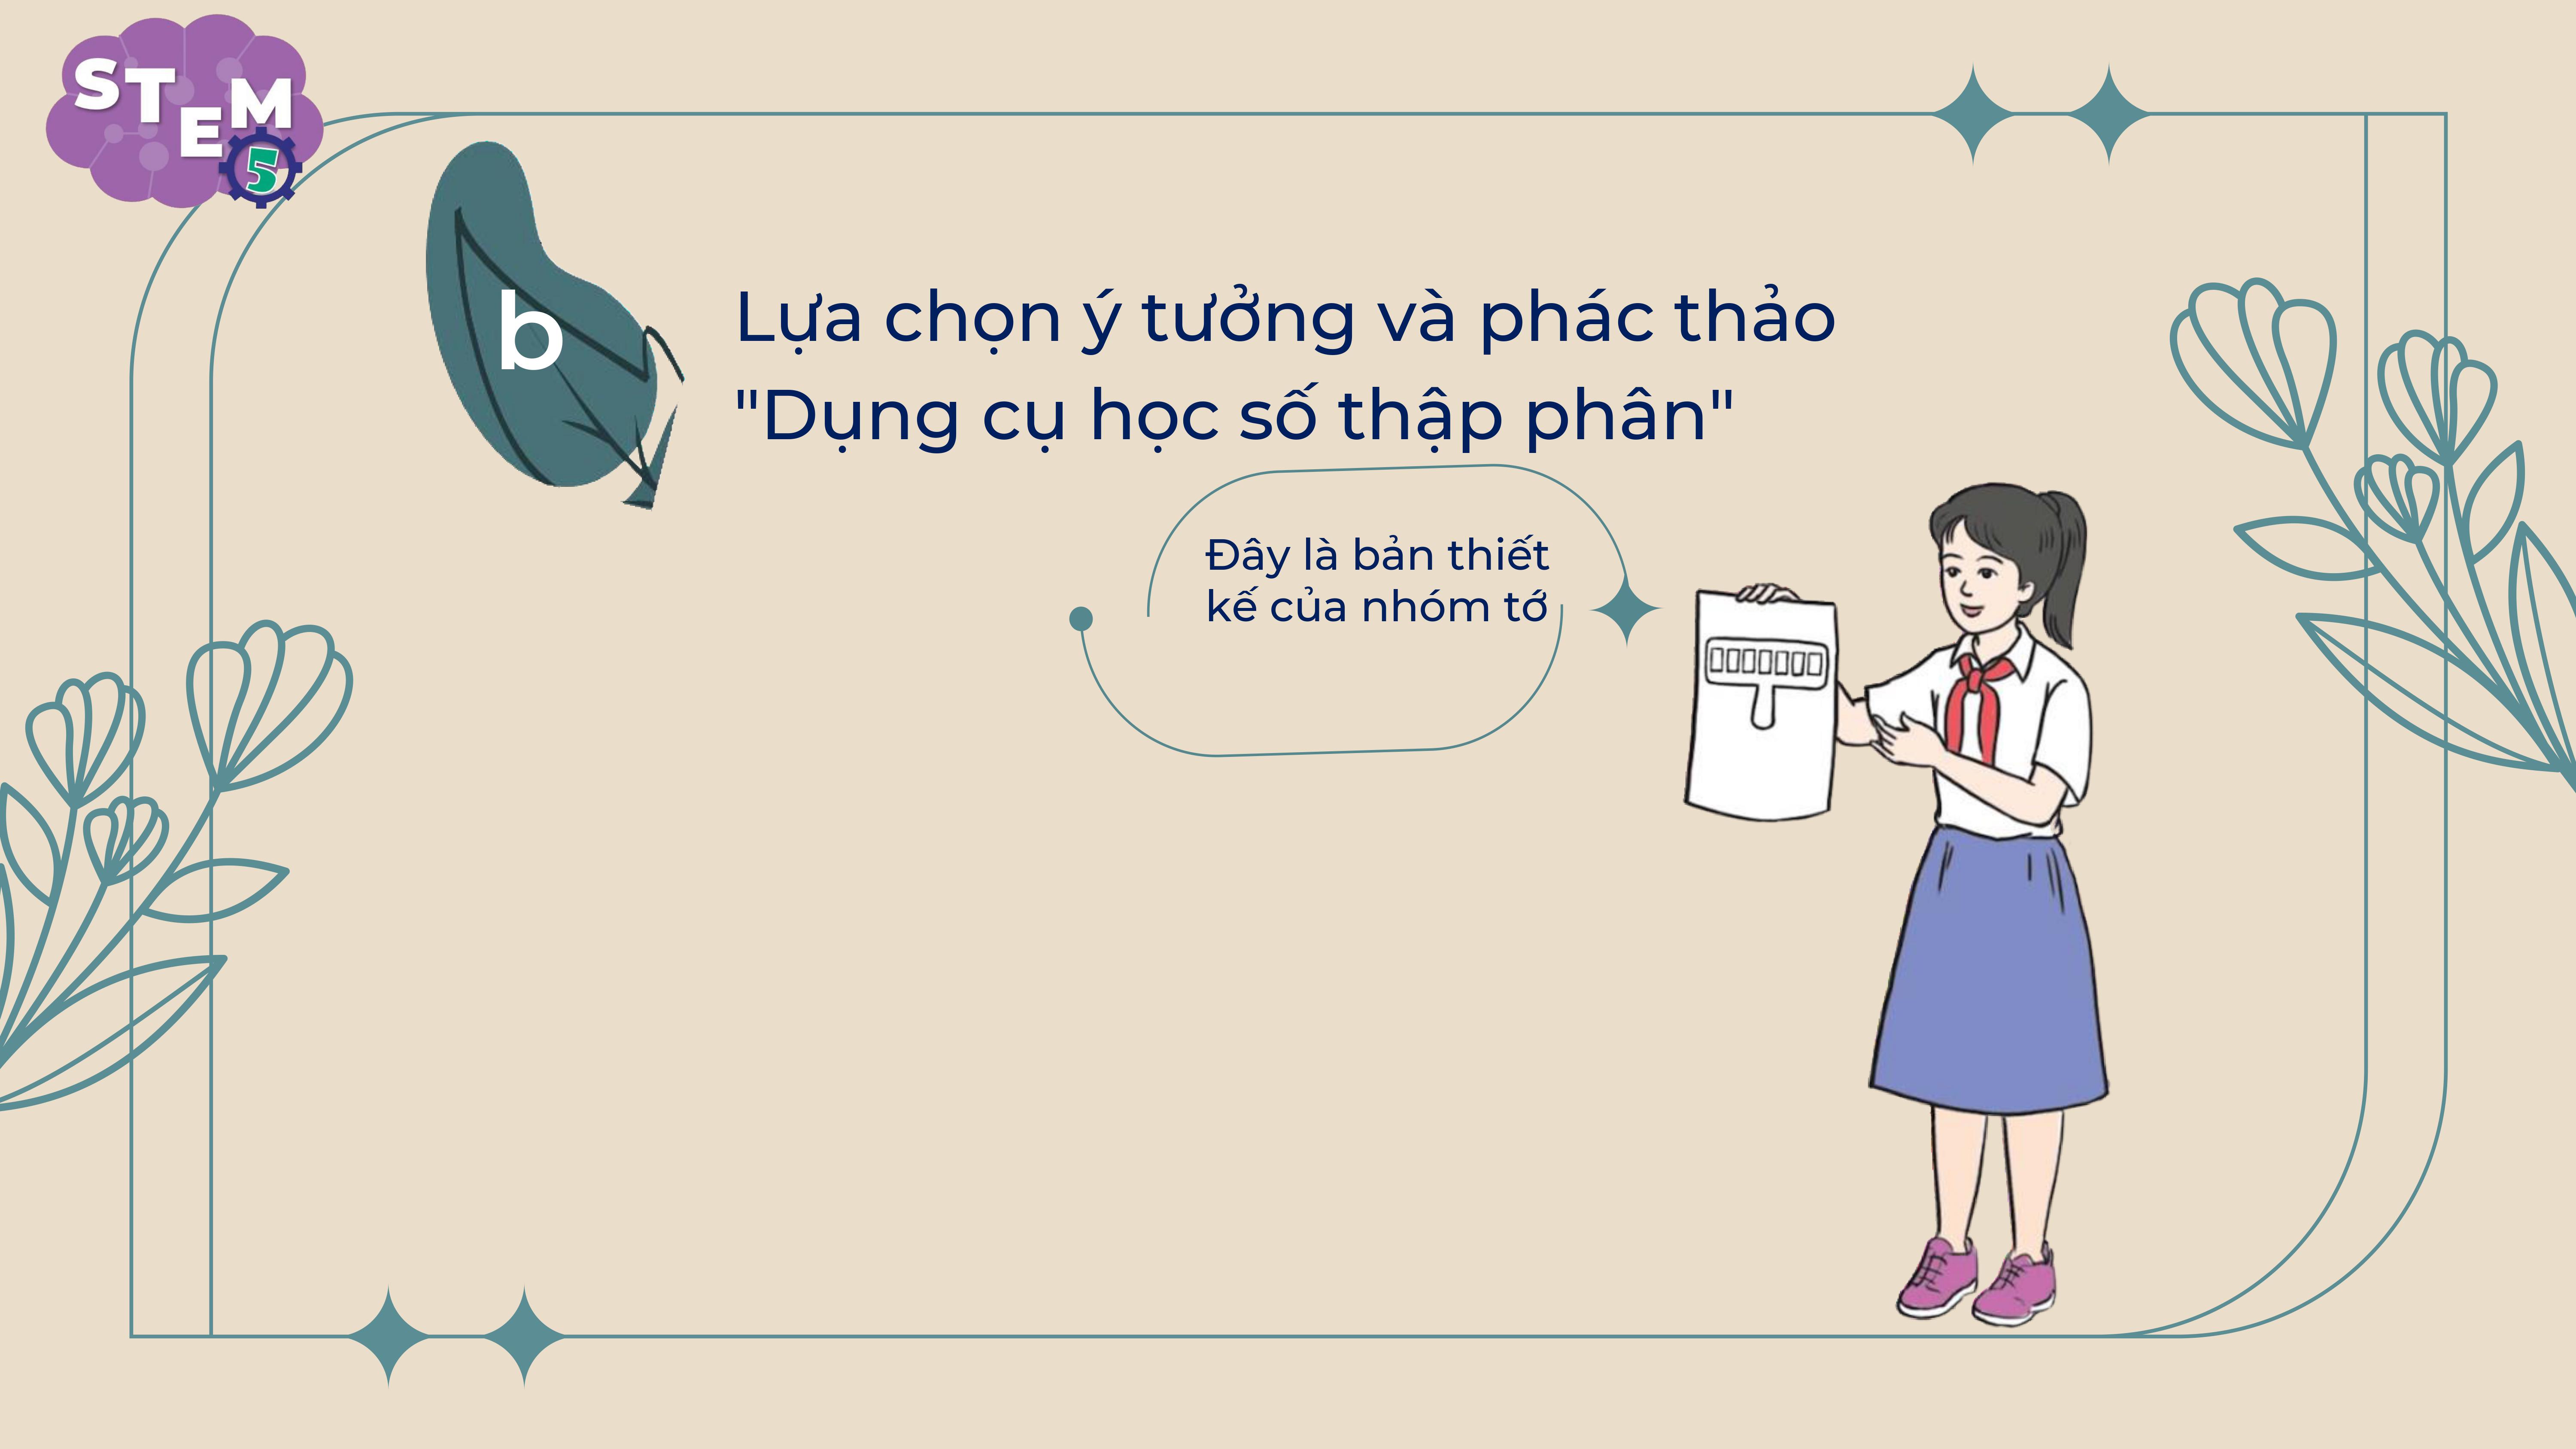 STEM
5
b
Lựa chọn ý tưởng và phác thảo
"Dụng cụ học số thập phân"
Đây là bản thiết
kế của nhóm tớ